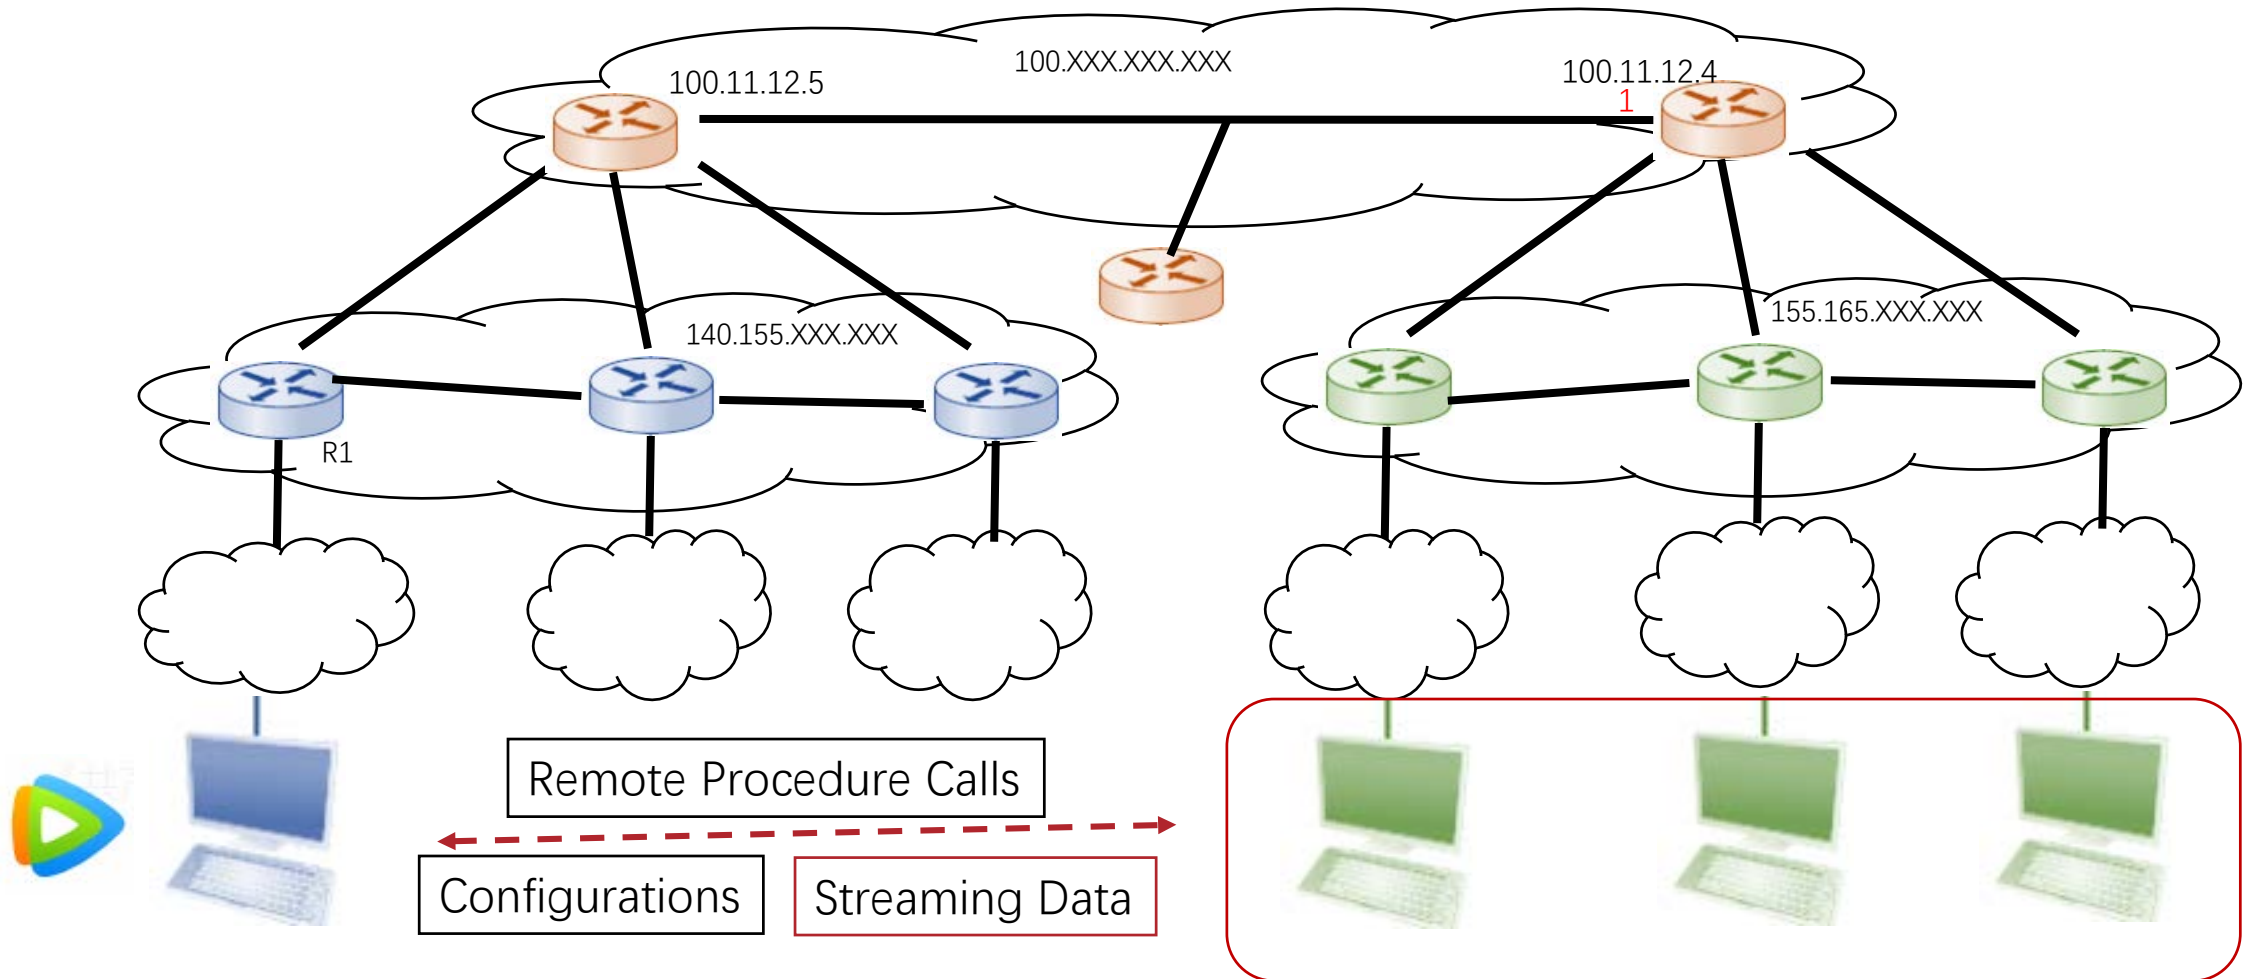 100.XXX.XXX.XXX
100.11.12.5
100.11.12.4
1
140.155.XXX.XXX
155.165.XXX.XXX
R1
Remote Procedure Calls
Configurations
Streaming Data